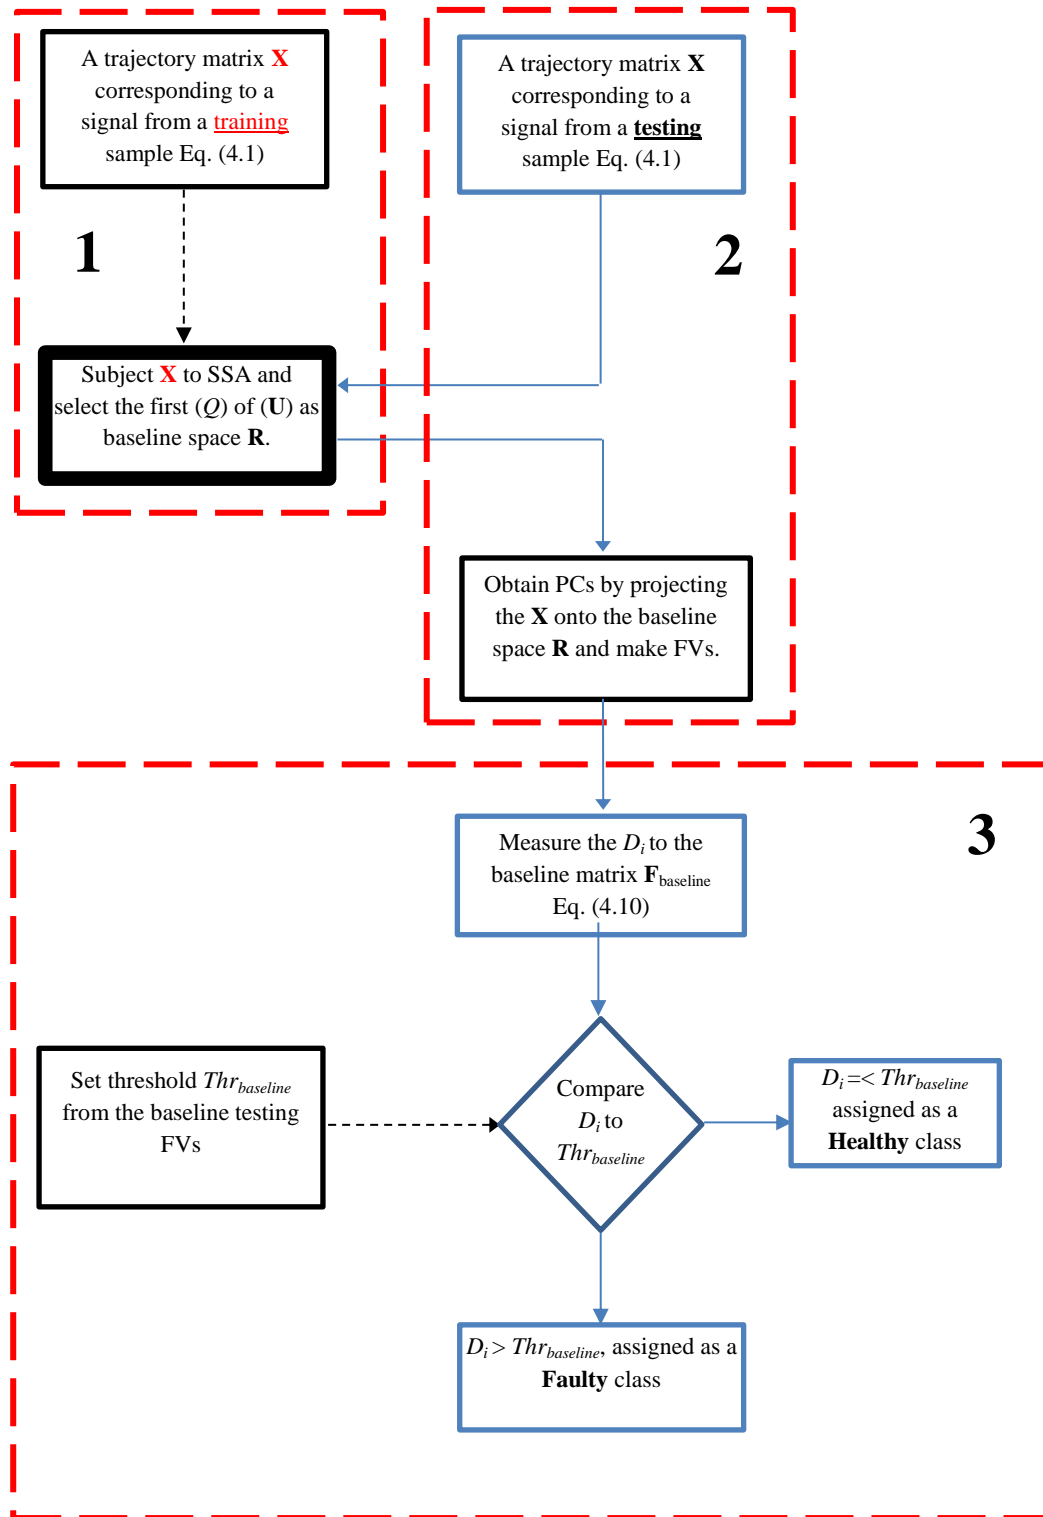 A trajectory matrix X
corresponding to a
signal from a training
sample Eq. (4.1)
1
Subject X to SSA and
select the first (Q) of (U) as
baseline space R.
A trajectory matrix X
corresponding to a
signal from a testing
sample Eq. (4.1)
2
Obtain PCs by projecting
the X onto the baseline
space R and make FVs.
3
Measure the Di to the
baseline matrix Fbaseline
Eq. (4.10)
Set threshold Thrbaseline
from the baseline testing
FVs
Compare
Di to
Thrbaseline
Di =< Thrbaseline
assigned as a
Healthy class
Di > Thrbaseline, assigned as a
Faulty class